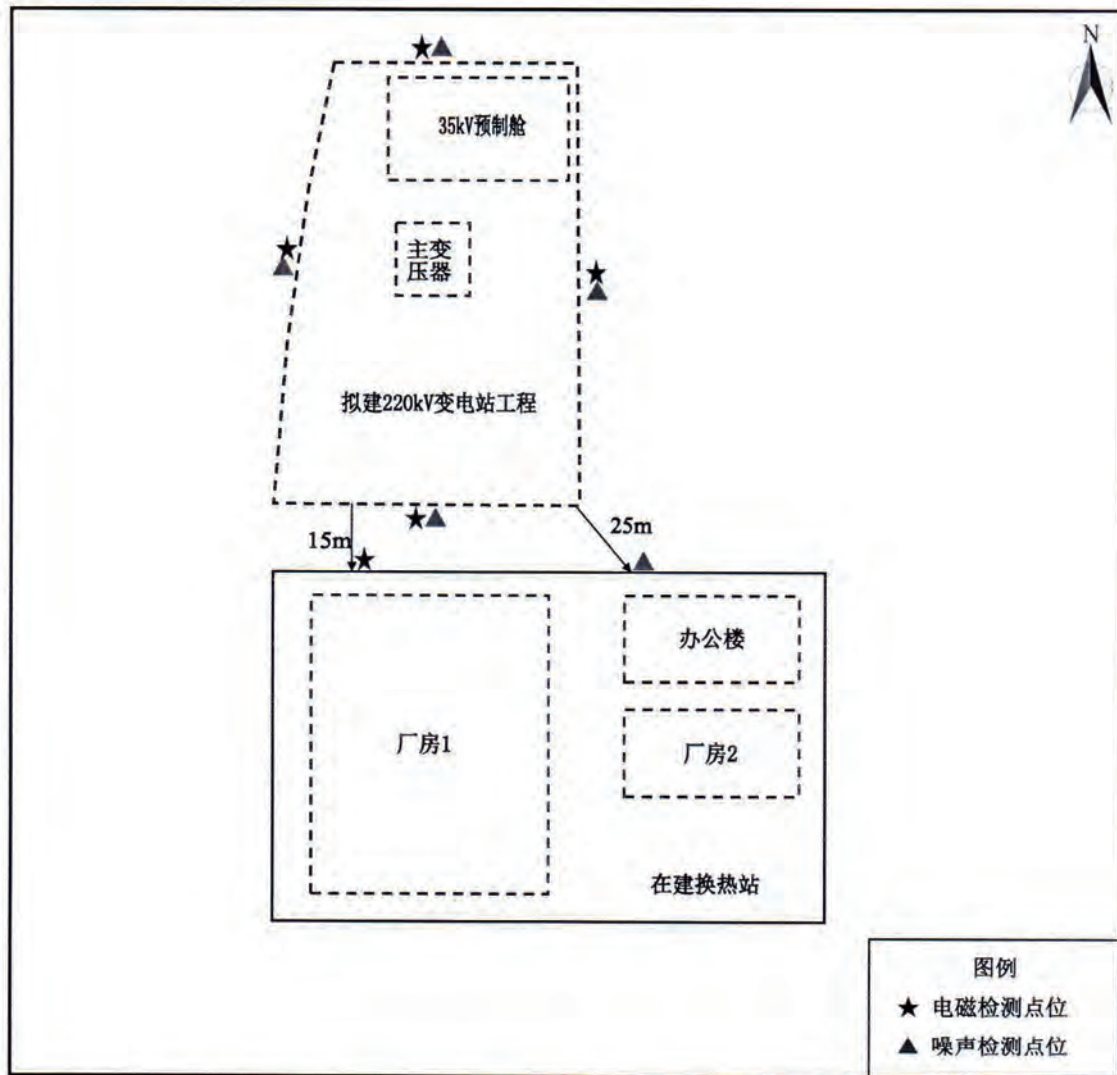 N
35kV预制舱
主变
压器
拟建220kV变电站工程
15m
25m
办公楼
厂房1
厂房2
在建换热站
图例
电磁检测点位
噪声检测点位